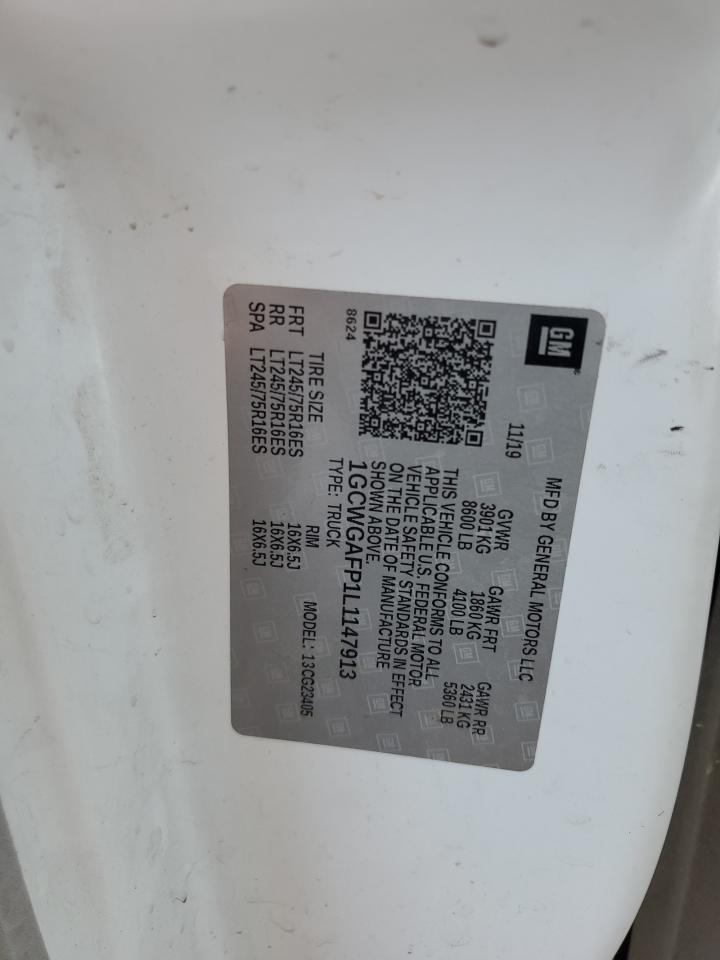 GM
MFD BY GENERAL MOTORS LLC
11/19
GVWR GAWR FRT GAWR RR
3901 KG 1860 KG 2431 KG
8600 LB 4100 LB 5360 LB
THIS VEHICLE CONFORMS TO ALL
APPLICABLE U.S. FEDERAL MOTOR
VEHICLE SAFETY STANDARDS IN EFFECT
ON THE DATE OF MANUFACTURE
SHOWN ABOVE.
8624
1GCWGAFP1L1147913
TYPE: TRUCK MODEL: 13CG23405
TIRE SIZE RIM
FRT LT245/75R16ES 16X6.5J
RR LT245/75R16ES 16X6.5J
SPA LT245/75R16ES 16X6.5J